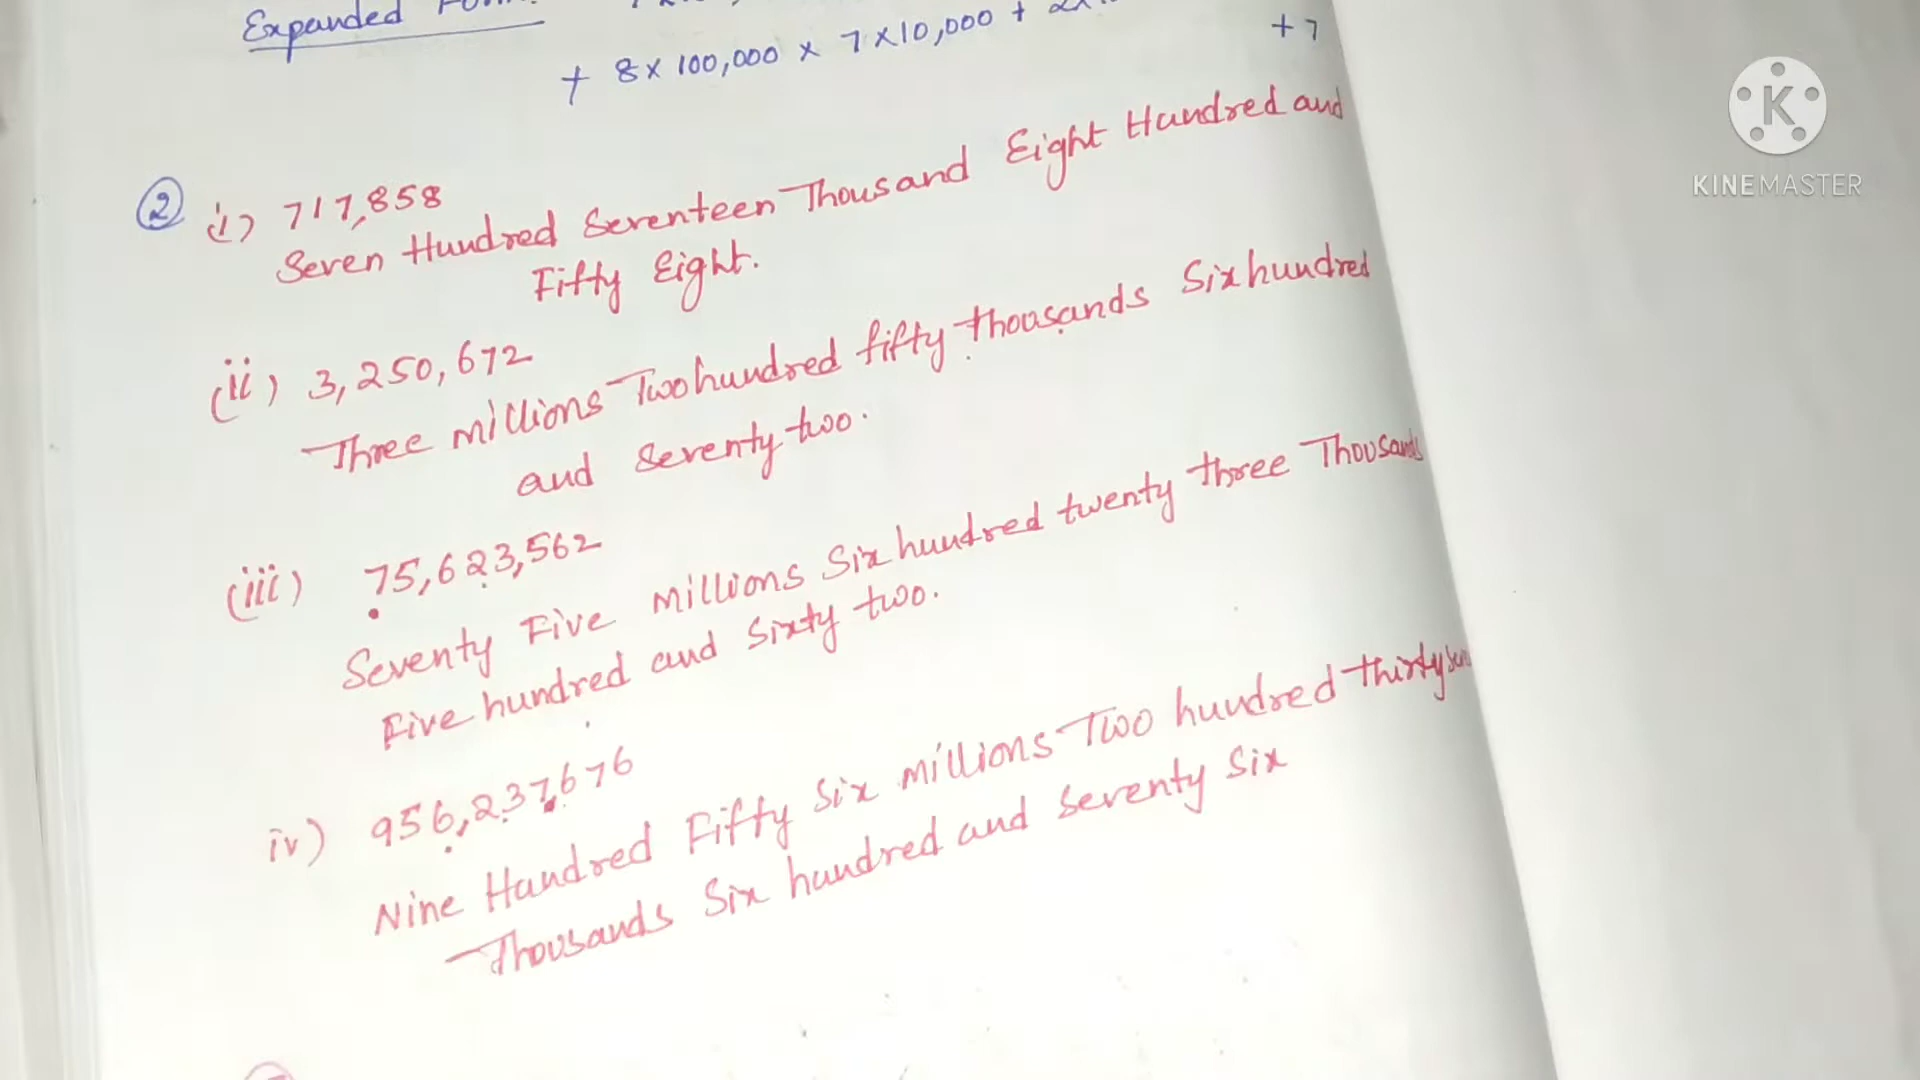 Expanded
+ 8 x 100,000 x 7 x 10,000 +
+ 7
② i) 717,858
Seven Hundred Seventeen Thousand Eight Hundred and
Fifty Eight.
(ii) 3,250,672
Three millions Two hundred fifty thousands Six hundred
and seventy two.
(iii) 75,623,562
Seventy Five millions Six hundred twenty three Thousands
Five hundred and sixty two.
iv) 956,237,676
Nine Hundred Fifty Six millions Two hundred thirty
Thousands Six hundred and seventy six
KINEMASTER